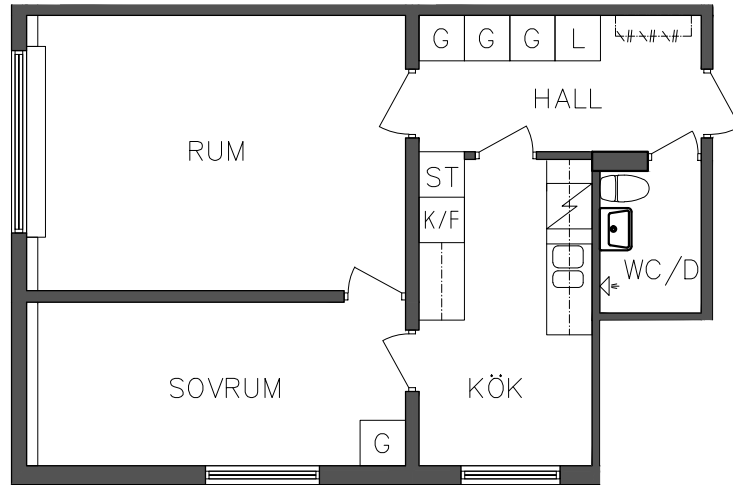 G G G L
HALL
RUM
ST
K/F
WC/D
SOVRUM
KÖK
G